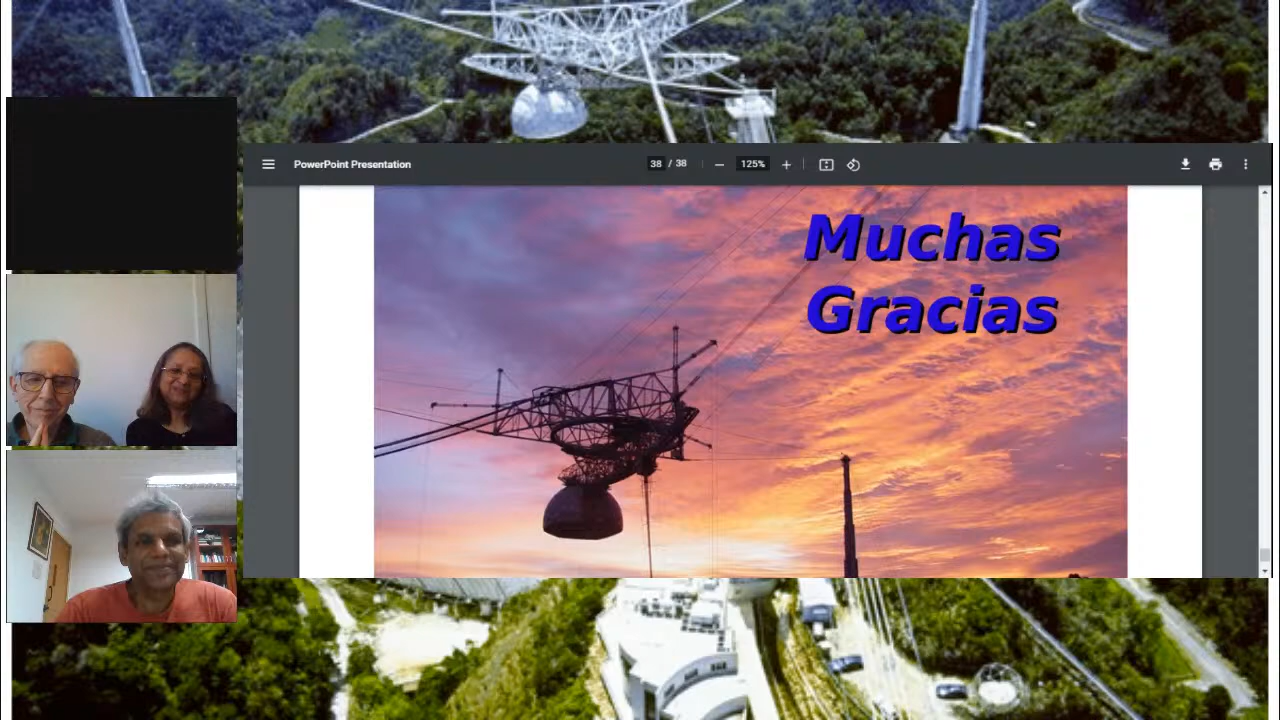 PowerPoint Presentation
38 / 38
125%
Muchas
Gracias